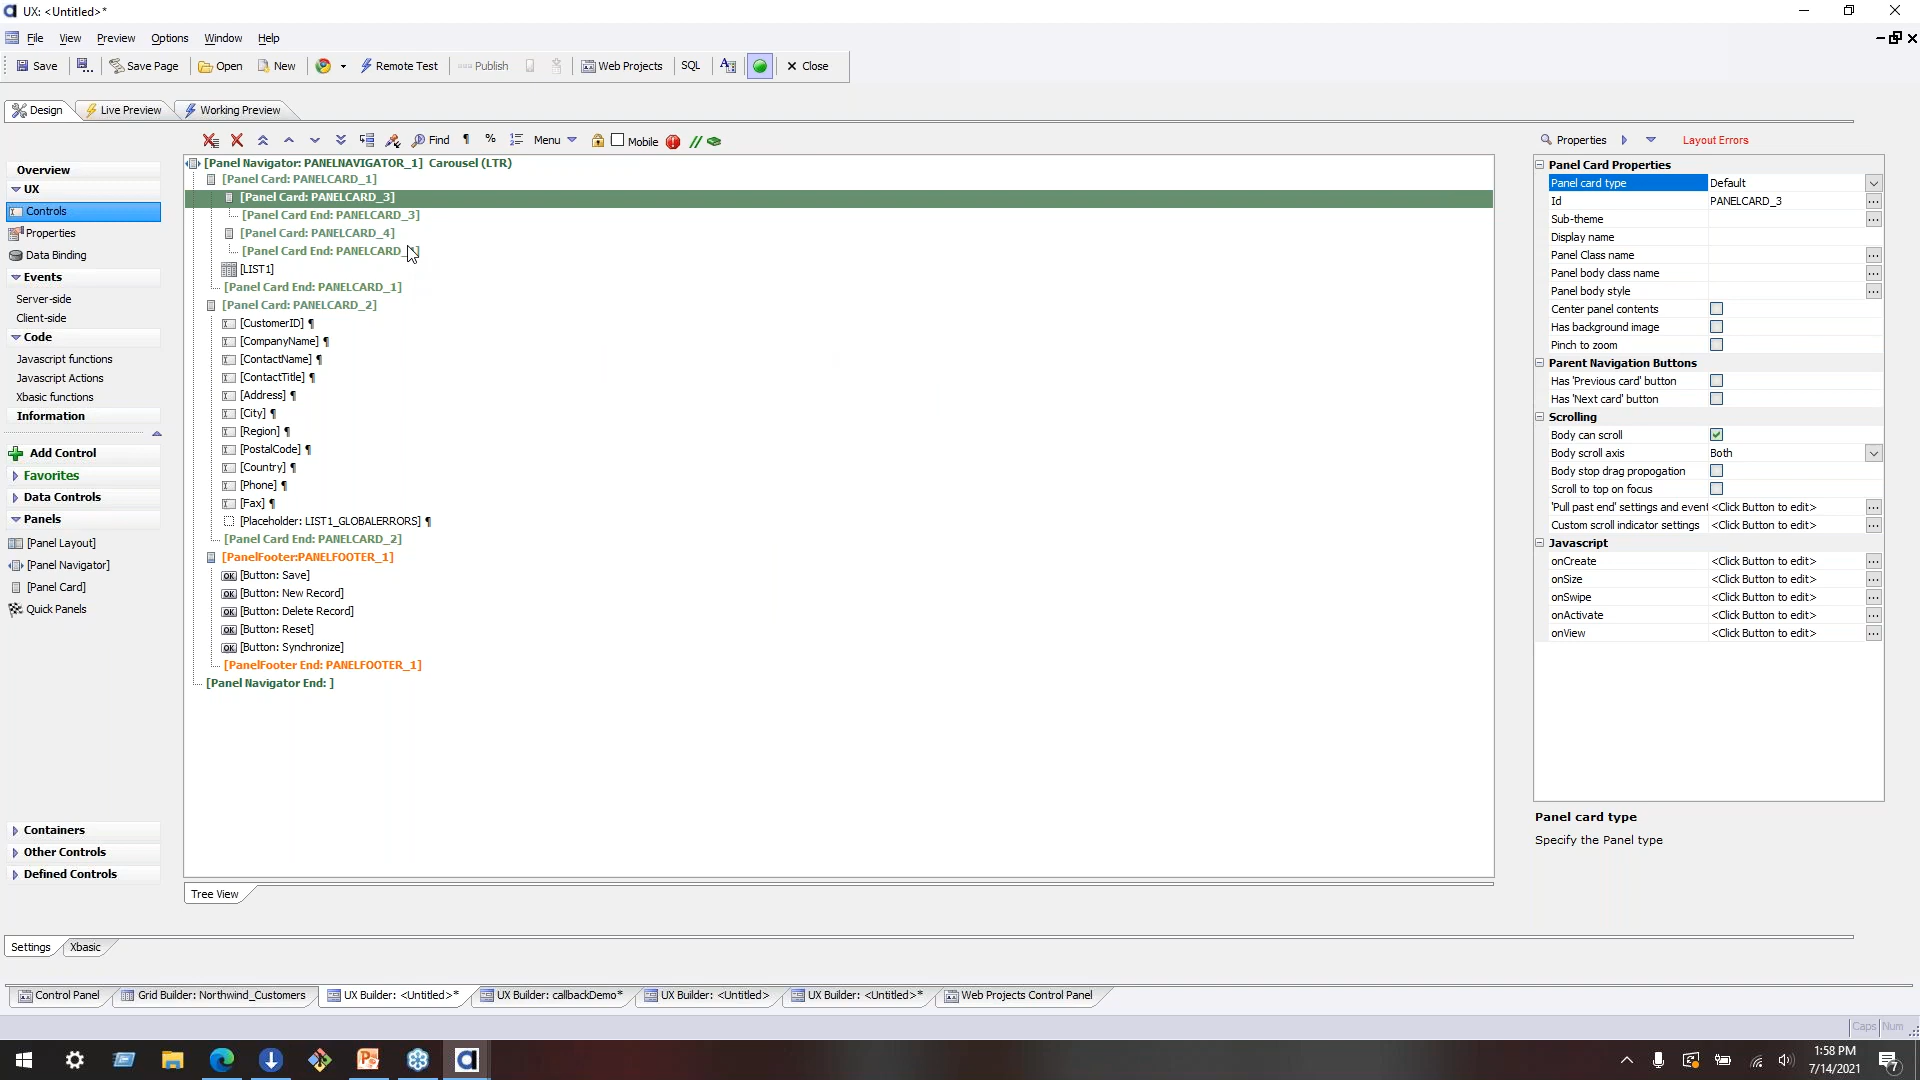 UX: <Untitled>*
File View Preview Options Window Help
Save Save Page Open New Remote Test Publish Web Projects SQL Close
Design Live Preview Working Preview
Find ¶ % Menu Mobile //
Properties Layout Errors
Overview
UX
Controls
Properties
Data Binding
Events
Server-side
Client-side
Code
Javascript functions
Javascript Actions
Xbasic functions
Information
Add Control
Favorites
Data Controls
Panels
[Panel Layout]
[Panel Navigator]
[Panel Card]
Quick Panels
Containers
Other Controls
Defined Controls
[Panel Navigator: PANELNAVIGATOR_1] Carousel (LTR)
[Panel Card: PANELCARD_1]
[Panel Card: PANELCARD_3]
[Panel Card End: PANELCARD_3]
[Panel Card: PANELCARD_4]
[Panel Card End: PANELCARD_ ]
[LIST1]
[Panel Card End: PANELCARD_1]
[Panel Card: PANELCARD_2]
[CustomerID] ¶
[CompanyName] ¶
[ContactName] ¶
[ContactTitle] ¶
[Address] ¶
[City] ¶
[Region] ¶
[PostalCode] ¶
[Country] ¶
[Phone] ¶
[Fax] ¶
[Placeholder: LIST1_GLOBALERRORS] ¶
[Panel Card End: PANELCARD_2]
[PanelFooter:PANELFOOTER_1]
OK [Button: Save]
OK [Button: New Record]
OK [Button: Delete Record]
OK [Button: Reset]
OK [Button: Synchronize]
[PanelFooter End: PANELFOOTER_1]
[Panel Navigator End: ]
Tree View
Panel Card Properties
Panel card type Default
Id PANELCARD_3
Sub-theme
Display name
Panel Class name
Panel body class name
Panel body style
Center panel contents
Has background image
Pinch to zoom
Parent Navigation Buttons
Has 'Previous card' button
Has 'Next card' button
Scrolling
Body can scroll
Body scroll axis Both
Body stop drag propogation
Scroll to top on focus
'Pull past end' settings and event <Click Button to edit>
Custom scroll indicator settings <Click Button to edit>
Javascript
onCreate <Click Button to edit>
onSize <Click Button to edit>
onSwipe <Click Button to edit>
onActivate <Click Button to edit>
onView <Click Button to edit>
Panel card type
Specify the Panel type
Settings Xbasic
Control Panel Grid Builder: Northwind_Customers UX Builder: <Untitled>* UX Builder: callbackDemo* UX Builder: <Untitled> UX Builder: <Untitled>* Web Projects Control Panel
Caps Num
1:58 PM
7/14/2021
7